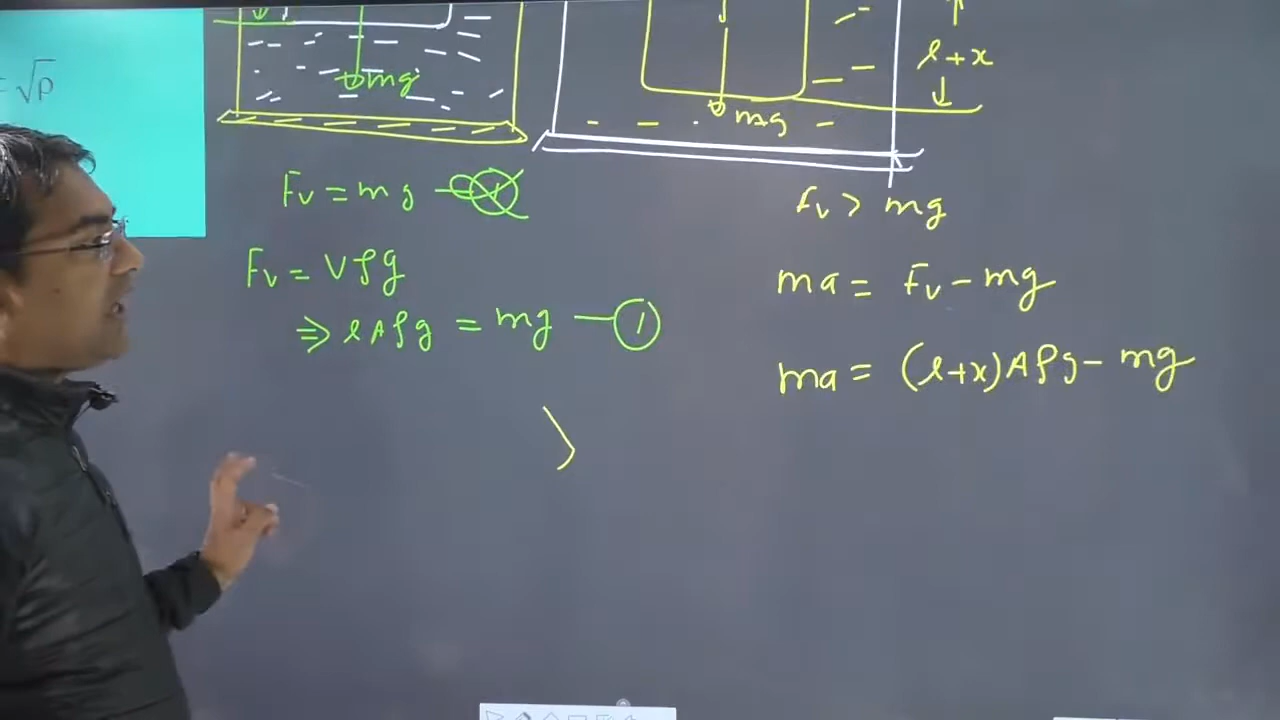 = √ρ
mg
mg
l+x
Fv = mg
Fv = Vρg
⇒ lAρg = mg — 1
Fv > mg
ma = Fv - mg
ma = (l+x)Aρg - mg